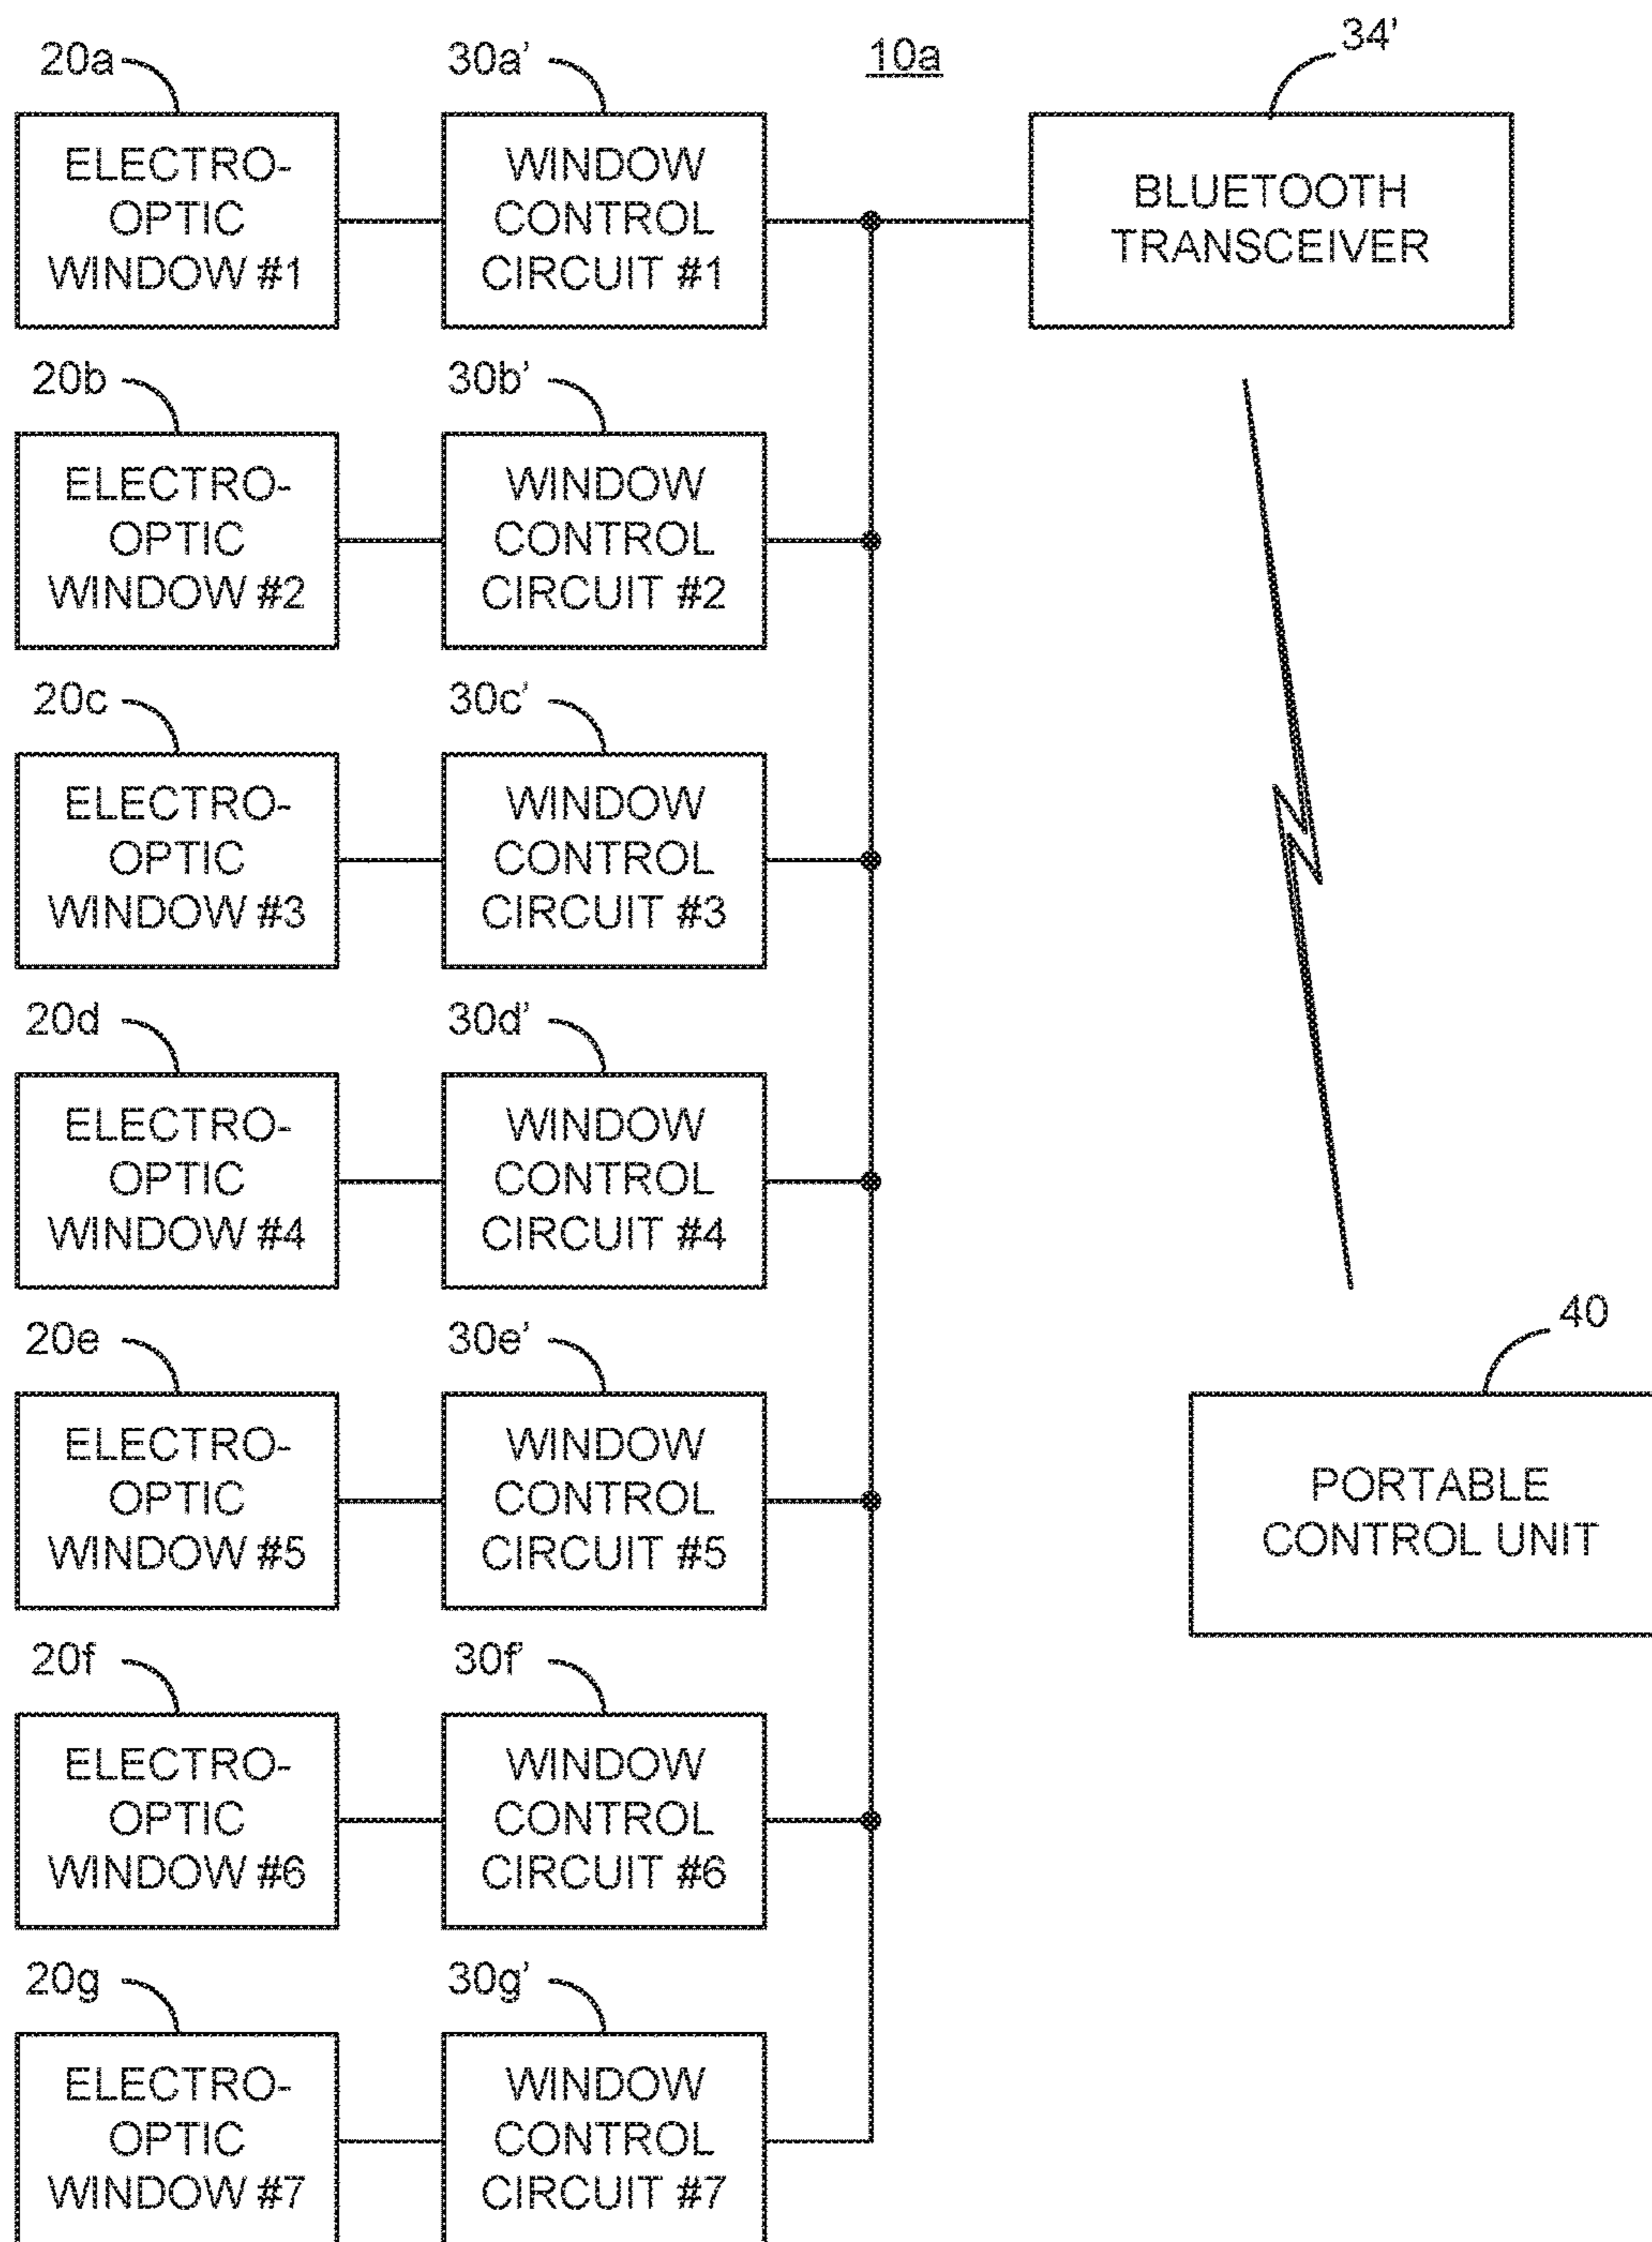 20a
30a'
10a
34'
ELECTRO-
OPTIC
WINDOW #1
WINDOW
CONTROL
CIRCUIT #1
BLUETOOTH
TRANSCEIVER
20b
30b'
ELECTRO-
OPTIC
WINDOW #2
WINDOW
CONTROL
CIRCUIT #2
20c
30c'
ELECTRO-
OPTIC
WINDOW #3
WINDOW
CONTROL
CIRCUIT #3
20d
30d'
ELECTRO-
OPTIC
WINDOW #4
WINDOW
CONTROL
CIRCUIT #4
20e
30e'
40
ELECTRO-
OPTIC
WINDOW #5
WINDOW
CONTROL
CIRCUIT #5
PORTABLE
CONTROL UNIT
20f
30f'
ELECTRO-
OPTIC
WINDOW #6
WINDOW
CONTROL
CIRCUIT #6
20g
30g'
ELECTRO-
OPTIC
WINDOW #7
WINDOW
CONTROL
CIRCUIT #7